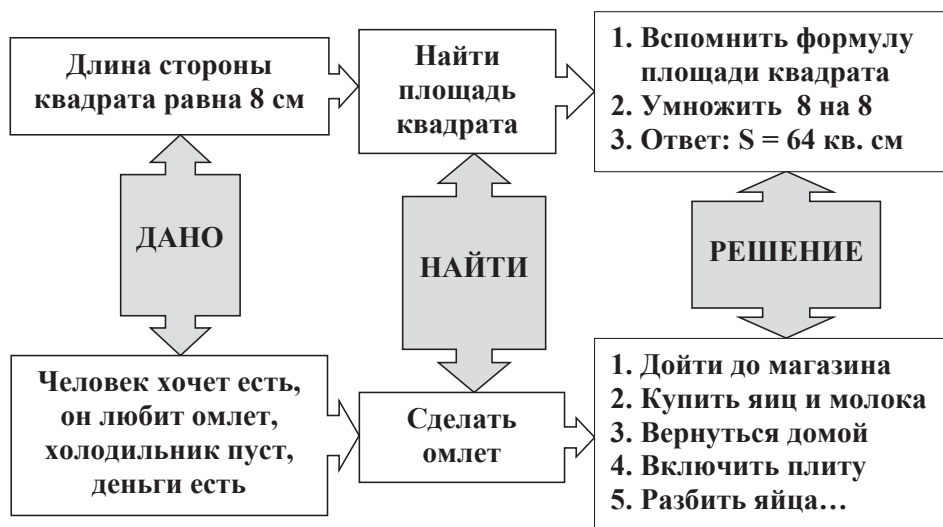 Длина стороны
квадрата равна 8 см
Найти
площадь
квадрата
1. Вспомнить формулу
площади квадрата
2. Умножить 8 на 8
3. Ответ: S = 64 кв. см
ДАНО
НАЙТИ
РЕШЕНИЕ
Человек хочет есть,
он любит омлет,
холодильник пуст,
деньги есть
Сделать
омлет
1. Дойти до магазина
2. Купить яиц и молока
3. Вернуться домой
4. Включить плиту
5. Разбить яйца…